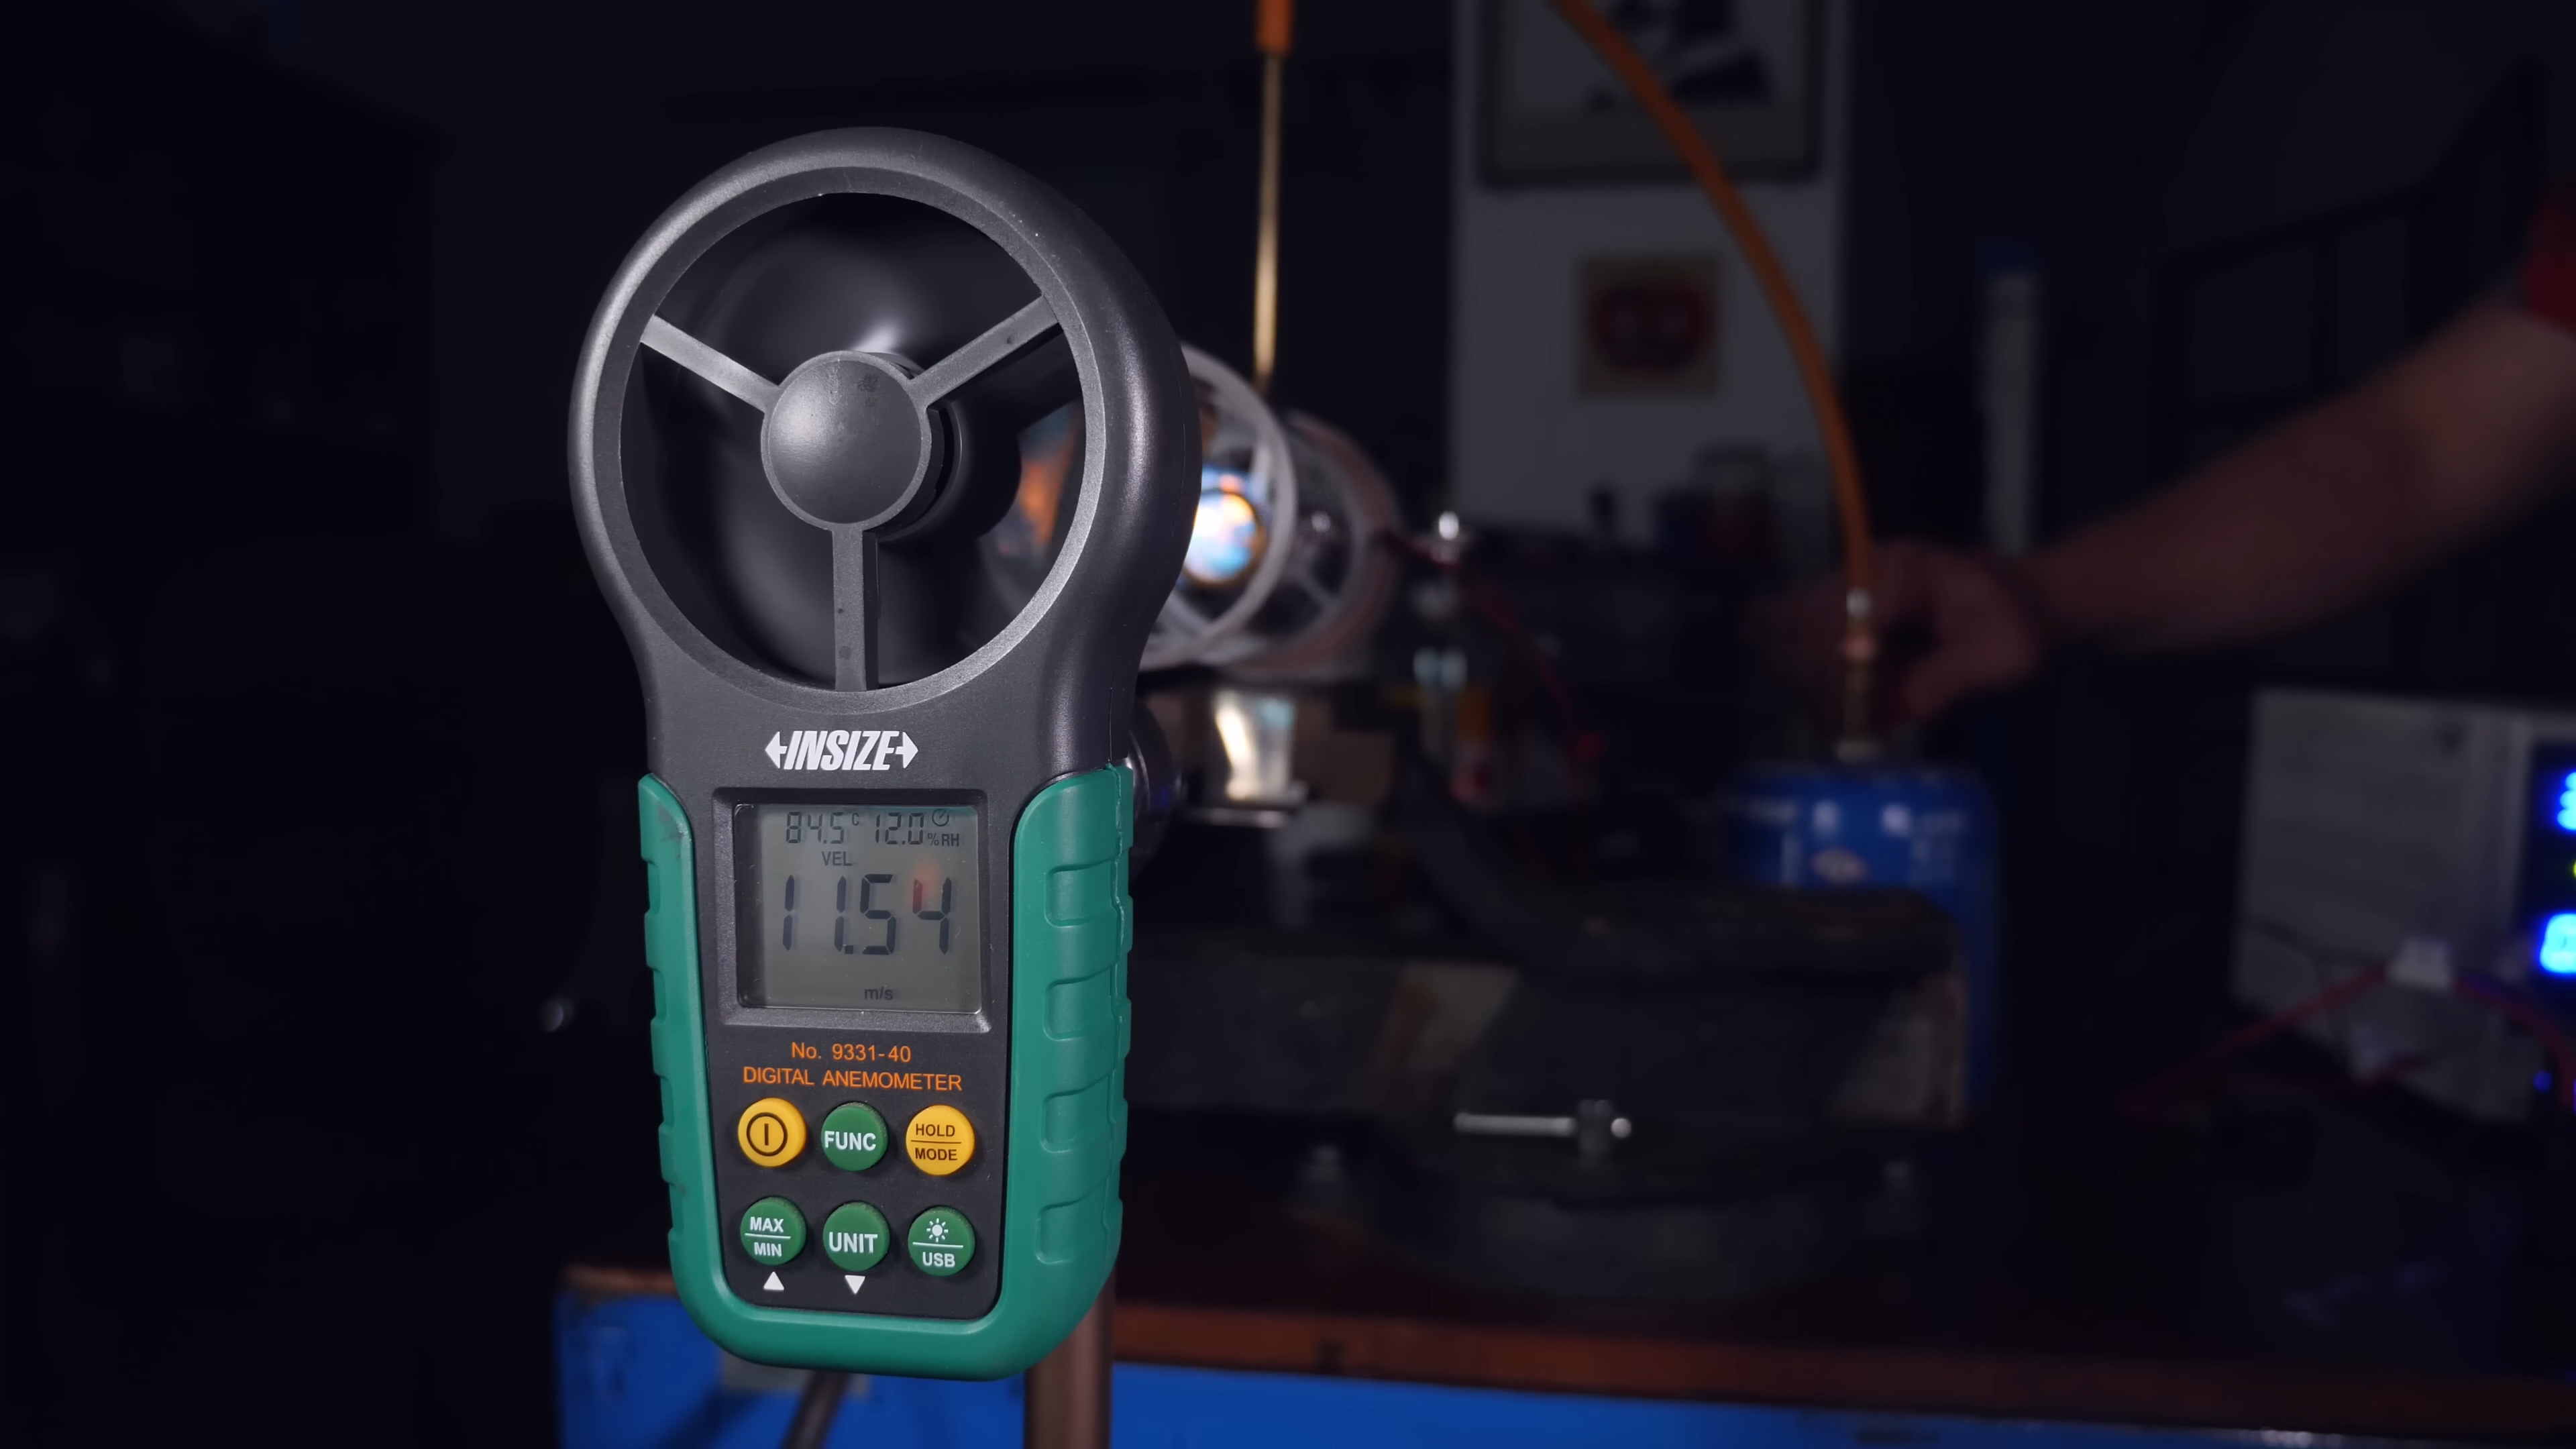 INSIZE
84.5°C 12.0%RH
VEL
11.54
m/s
No. 9331-40
DIGITAL ANEMOMETER
FUNC
HOLD
MODE
MAX
MIN
UNIT
USB